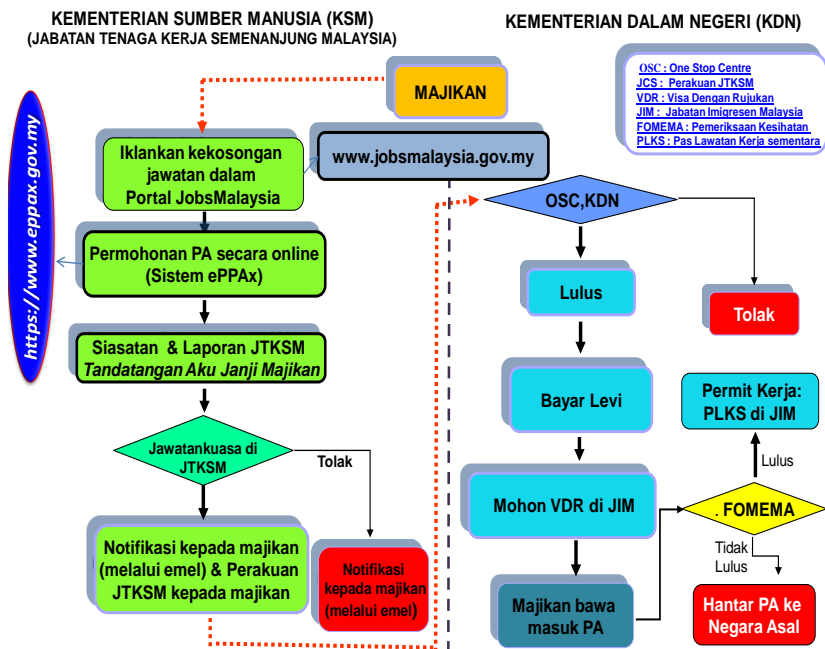 KEMENTERIAN SUMBER MANUSIA (KSM)
(JABATAN TENAGA KERJA SEMENANJUNG MALAYSIA)
MAJIKAN
Iklankan kekosongan
jawatan dalam
Portal JobsMalaysia
www.jobsmalaysia.gov.my
https://www.eppax.gov.my
Permohonan PA secara online
(Sistem ePPAx)
Siasatan & Laporan JTKSM
Tandatangan Aku Janji Majikan
Jawatankuasa di
JTKSM
Tolak
Notifikasi kepada majikan
(melalui emel) & Perakuan
JTKSM kepada majikan
Notifikasi
kepada majikan
(melalui emel)
KEMENTERIAN DALAM NEGERI (KDN)
OSC : One Stop Centre
JCS : Perakuan JTKSM
VDR : Visa Dengan Rujukan
JIM : Jabatan Imigresen Malaysia
FOMEMA : Pemeriksaan Kesihatan
PLKS : Pas Lawatan Kerja sementara
OSC,KDN
Lulus
Tolak
Bayar Levi
Mohon VDR di JIM
Majikan bawa
masuk PA
Permit Kerja:
PLKS di JIM
Lulus
. FOMEMA
Tidak
Lulus
Hantar PA ke
Negara Asal